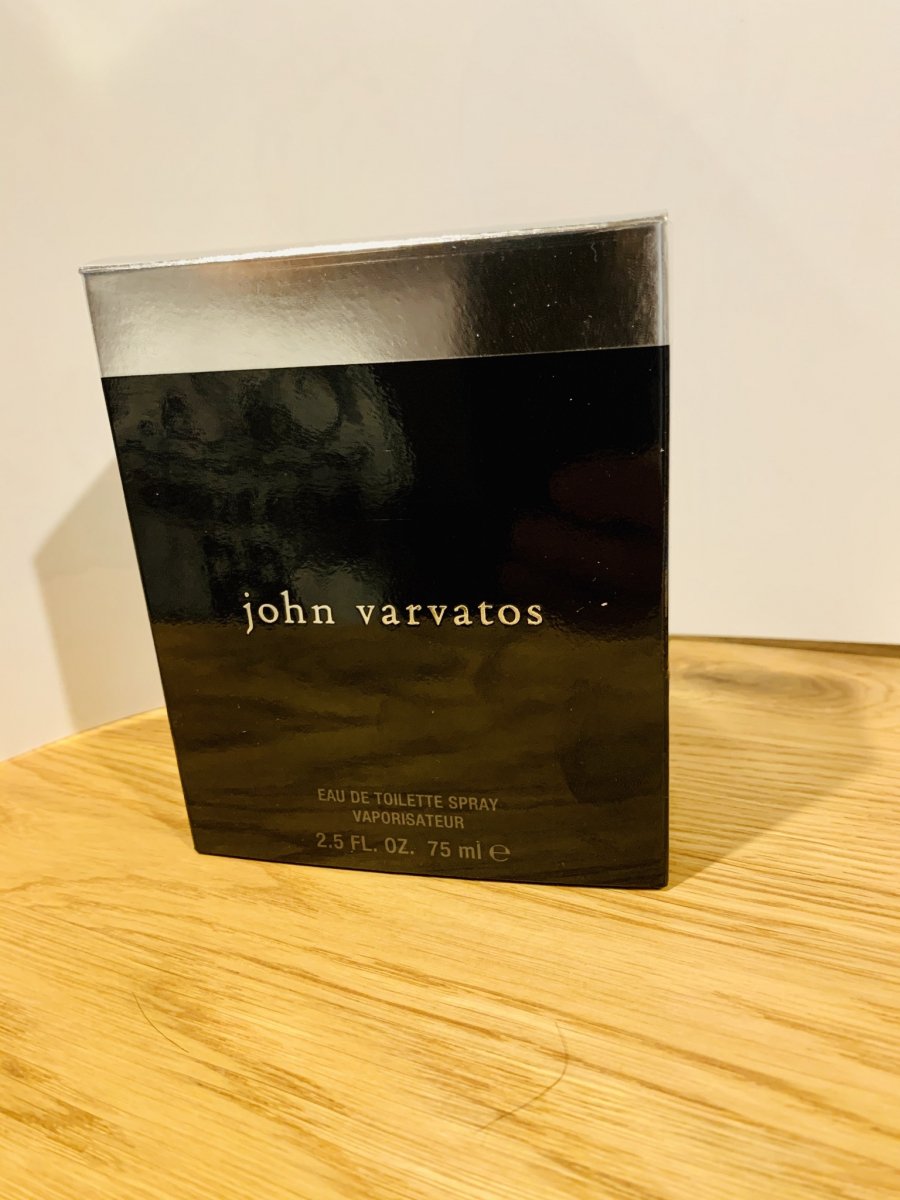 john varvatos
EAU DE TOILETTE SPRAY
VAPORISATEUR
2.5 FL. OZ. 75 ml ℮